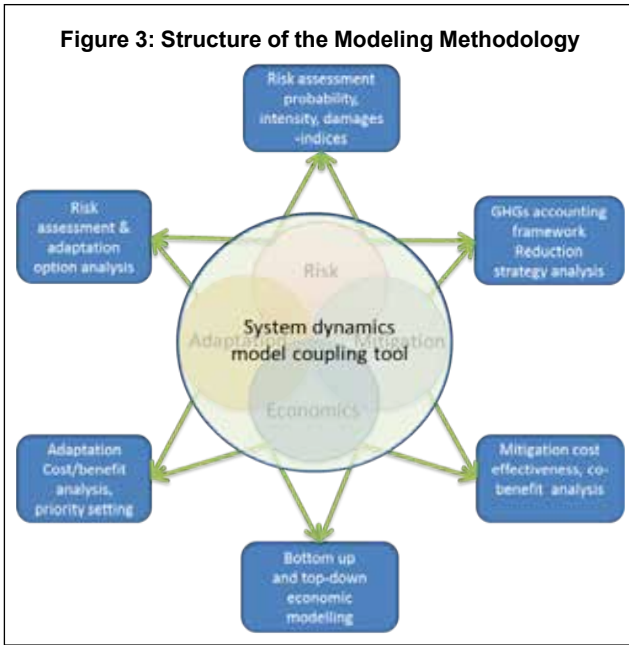 Figure 3: Structure of the Modeling Methodology
Risk assessment
probability,
intensity, damages
-indices
Risk
assessment &
adaptation
option analysis
GHGs accounting
framework
Reduction
strategy analysis
Risk
Adaptation
Mitigation
System dynamics
model coupling tool
Economics
Adaptation
Cost/benefit
analysis,
priority setting
Mitigation cost
effectiveness, co-
benefit analysis
Bottom up
and top-down
economic
modelling